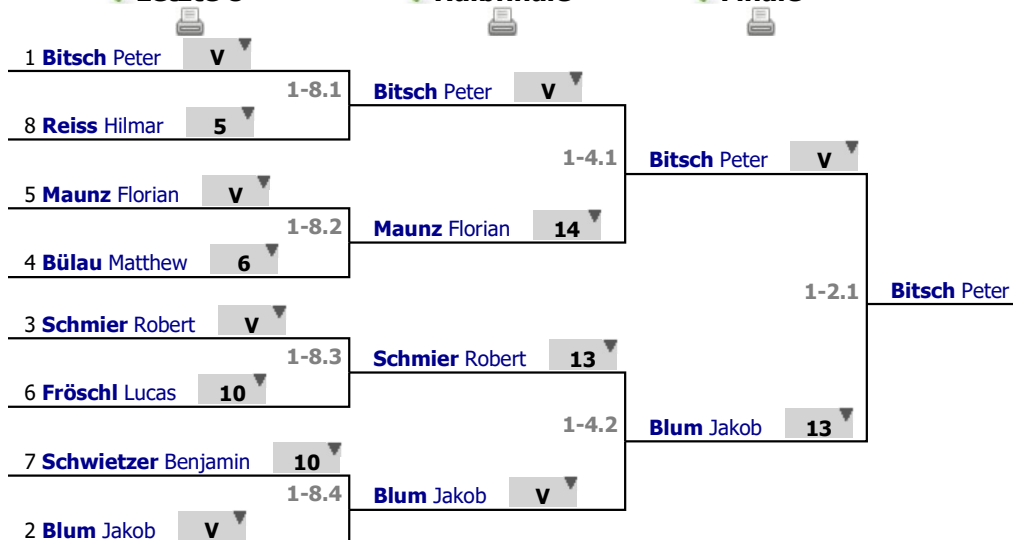 1 Bitsch Peter V
1-8.1
8 Reiss Hilmar 5
5 Maunz Florian V
1-8.2
4 Bülau Matthew 6
3 Schmier Robert V
1-8.3
6 Fröschl Lucas 10
7 Schwietzer Benjamin 10
1-8.4
2 Blum Jakob V
Bitsch Peter V
1-4.1
Maunz Florian 14
Schmier Robert 13
1-4.2
Blum Jakob V
Bitsch Peter V
1-2.1
Blum Jakob 13
Bitsch Peter